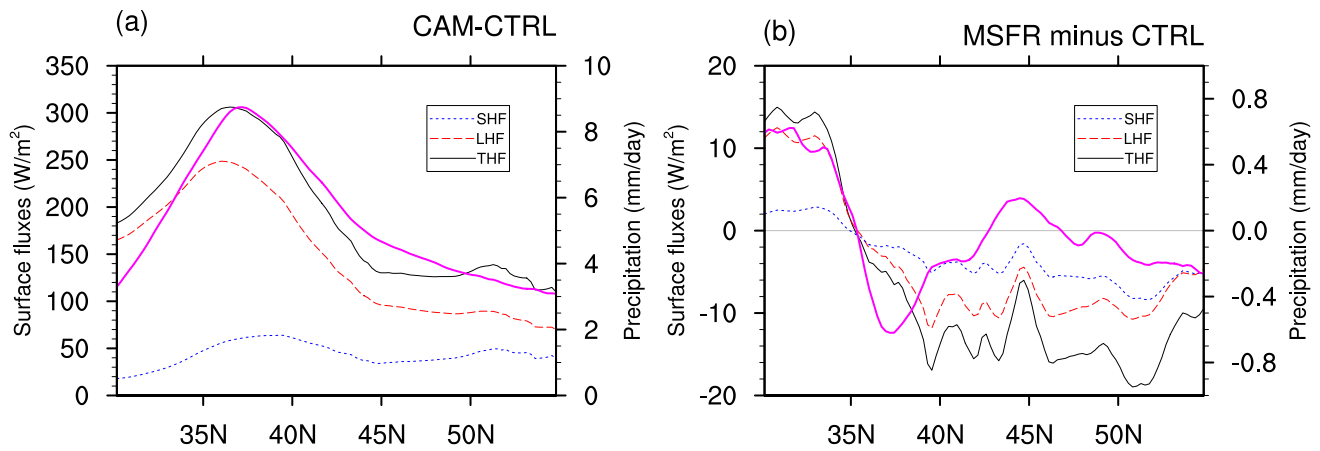 (a)
CAM-CTRL
350
300
250
200
150
100
50
0
Surface fluxes (W/m²)
10
8
6
4
2
0
Precipitation (mm/day)
SHF
LHF
THF
35N 40N 45N 50N
(b)
MSFR minus CTRL
20
10
0
-10
-20
Surface fluxes (W/m²)
0.8
0.4
0.0
-0.4
-0.8
Precipitation (mm/day)
SHF
LHF
THF
35N 40N 45N 50N